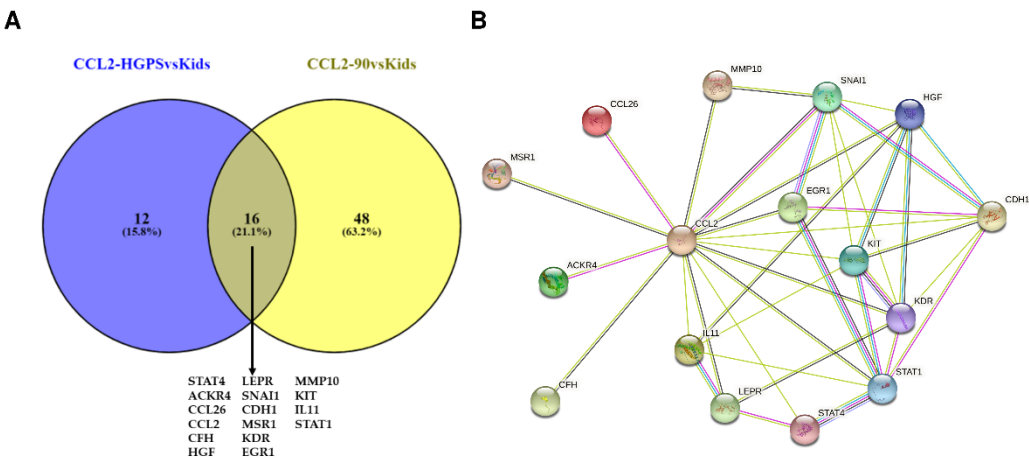 A
B
CCL2-HGPSvsKids
CCL2-90vsKids
12
(15.8%)
16
(21.1%)
48
(63.2%)
STAT4 LEPR MMP10
ACKR4 SNAI1 KIT
CCL26 CDH1 IL11
CCL2 MSR1 STAT1
CFH KDR
HGF EGR1
MMP10
SNAI1
HGF
CCL26
MSR1
EGR1
CDH1
CCL2
KIT
ACKR4
KDR
IL11
STAT1
CFH
LEPR
STAT4